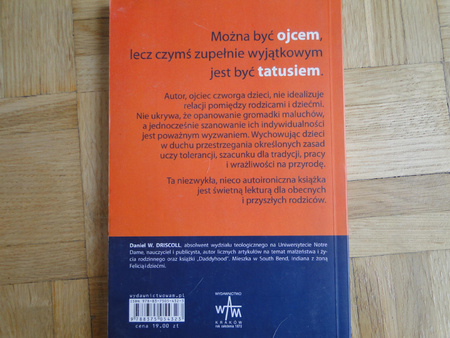 Można być ojcem,
lecz czymś zupełnie wyjątkowym
jest być tatusiem.
Autor, ojciec czworga dzieci, nie idealizuje
relacji pomiędzy rodzicami i dziećmi.
Nie ukrywa, że opanowanie gromadki maluchów,
a jednocześnie szanowanie ich indywidualności
jest poważnym wyzwaniem. Wychowując dzieci
w duchu przestrzegania określonych zasad
uczy tolerancji, szacunku dla tradycji, pracy
i wrażliwości na przyrodę.
Ta niezwykła, nieco autoironiczna książka
jest świetną lekturą dla obecnych
i przyszłych rodziców.
Daniel W. DRISCOLL, absolwent wydziału teologicznego na Uniwersytecie Notre
Dame, nauczyciel i publicysta, autor licznych artykułów na temat małżeństwa i ży-
cia rodzinnego oraz książki „Daddyhood". Mieszka w South Bend, Indiana z żoną
Felicią i dziećmi.
wydawnictwowam.pl
cena 19.00 zł
WYDAWNICTWO
WAM
KRAKÓW
rok założenia 1872